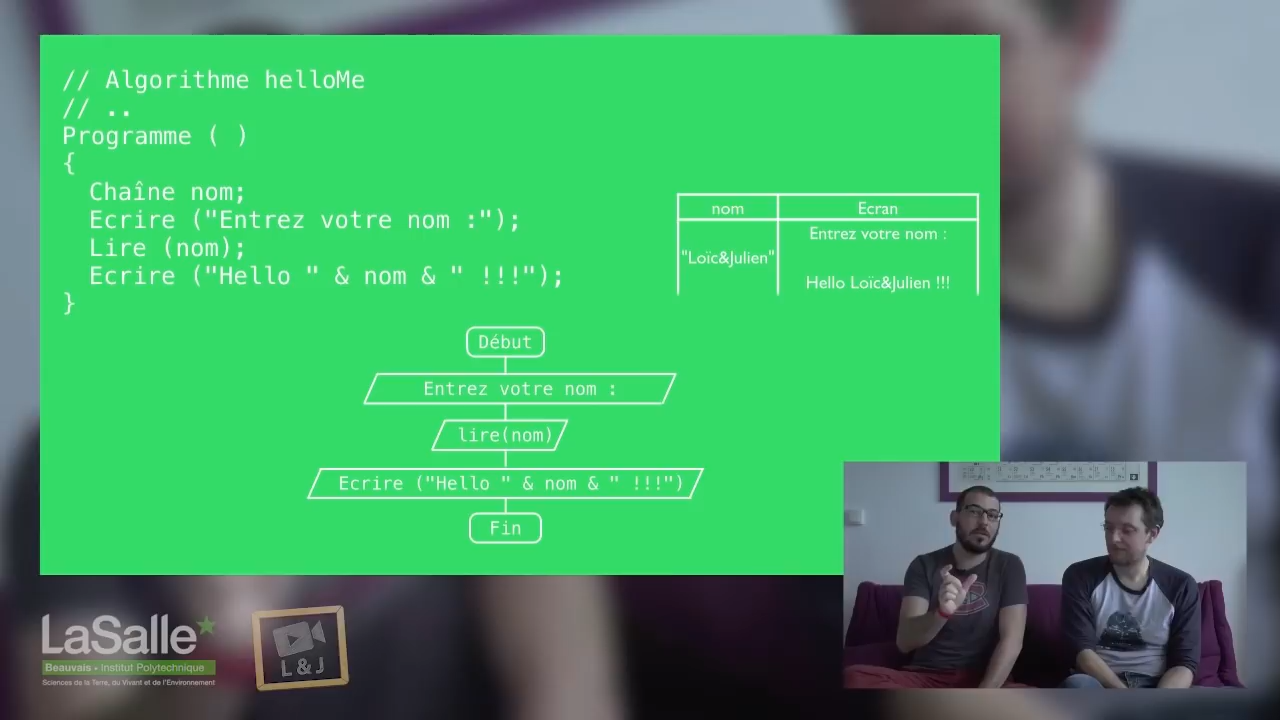 // Algorithme helloMe
// ..
Programme ( )
{
Chaîne nom;
Ecrire ("Entrez votre nom :");
Lire (nom);
Ecrire ("Hello " & nom & " !!!");
}
nom Ecran
Entrez votre nom :
"Loïc&Julien"
Hello Loïc&Julien !!!
Début
Entrez votre nom :
lire(nom)
Ecrire ("Hello " & nom & " !!!")
Fin
LaSalle
Beauvais • Institut Polytechnique
Sciences de la Terre, du Vivant et de l'Environnement
L&J